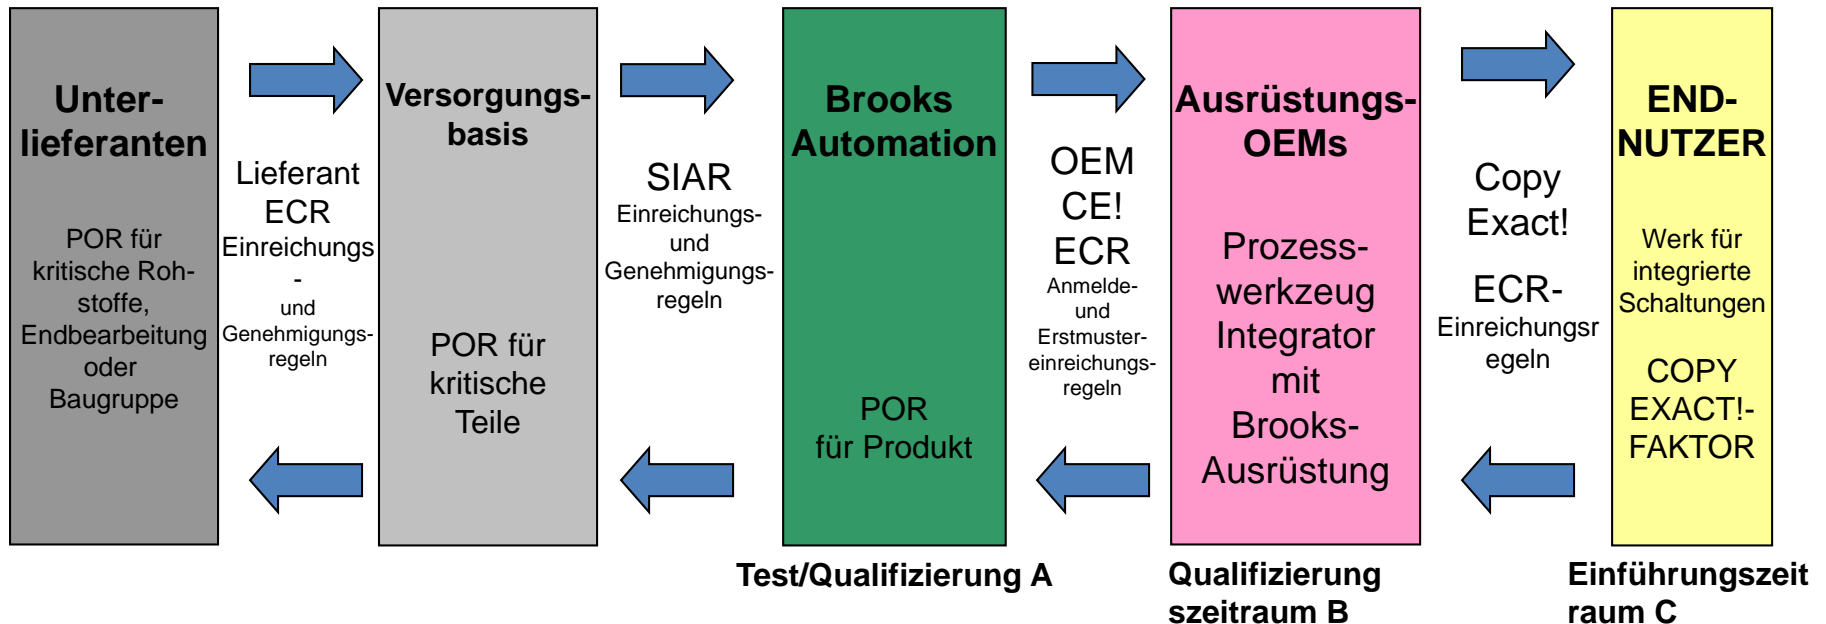 Unter-
lieferanten
POR für
kritische Roh-
stoffe,
Endbearbeitung
oder
Baugruppe
Lieferant
ECR
Einreichungs
-
und
Genehmigungs-
regeln
Versorgungs-
basis
POR für
kritische
Teile
SIAR
Einreichungs-
und
Genehmigungs-
regeln
Brooks
Automation
POR
für Produkt
Test/Qualifizierung A
OEM
CE!
ECR
Anmelde-
und
Erstmuster-
einreichungs-
regeln
Ausrüstungs-
OEMs
Prozess-
werkzeug
Integrator
mit
Brooks-
Ausrüstung
Qualifizierung
szeitraum B
Copy
Exact!
ECR-
Einreichungsr
egeln
END-
NUTZER
Werk für
integrierte
Schaltungen
COPY
EXACT!-
FAKTOR
Einführungszeit
raum C